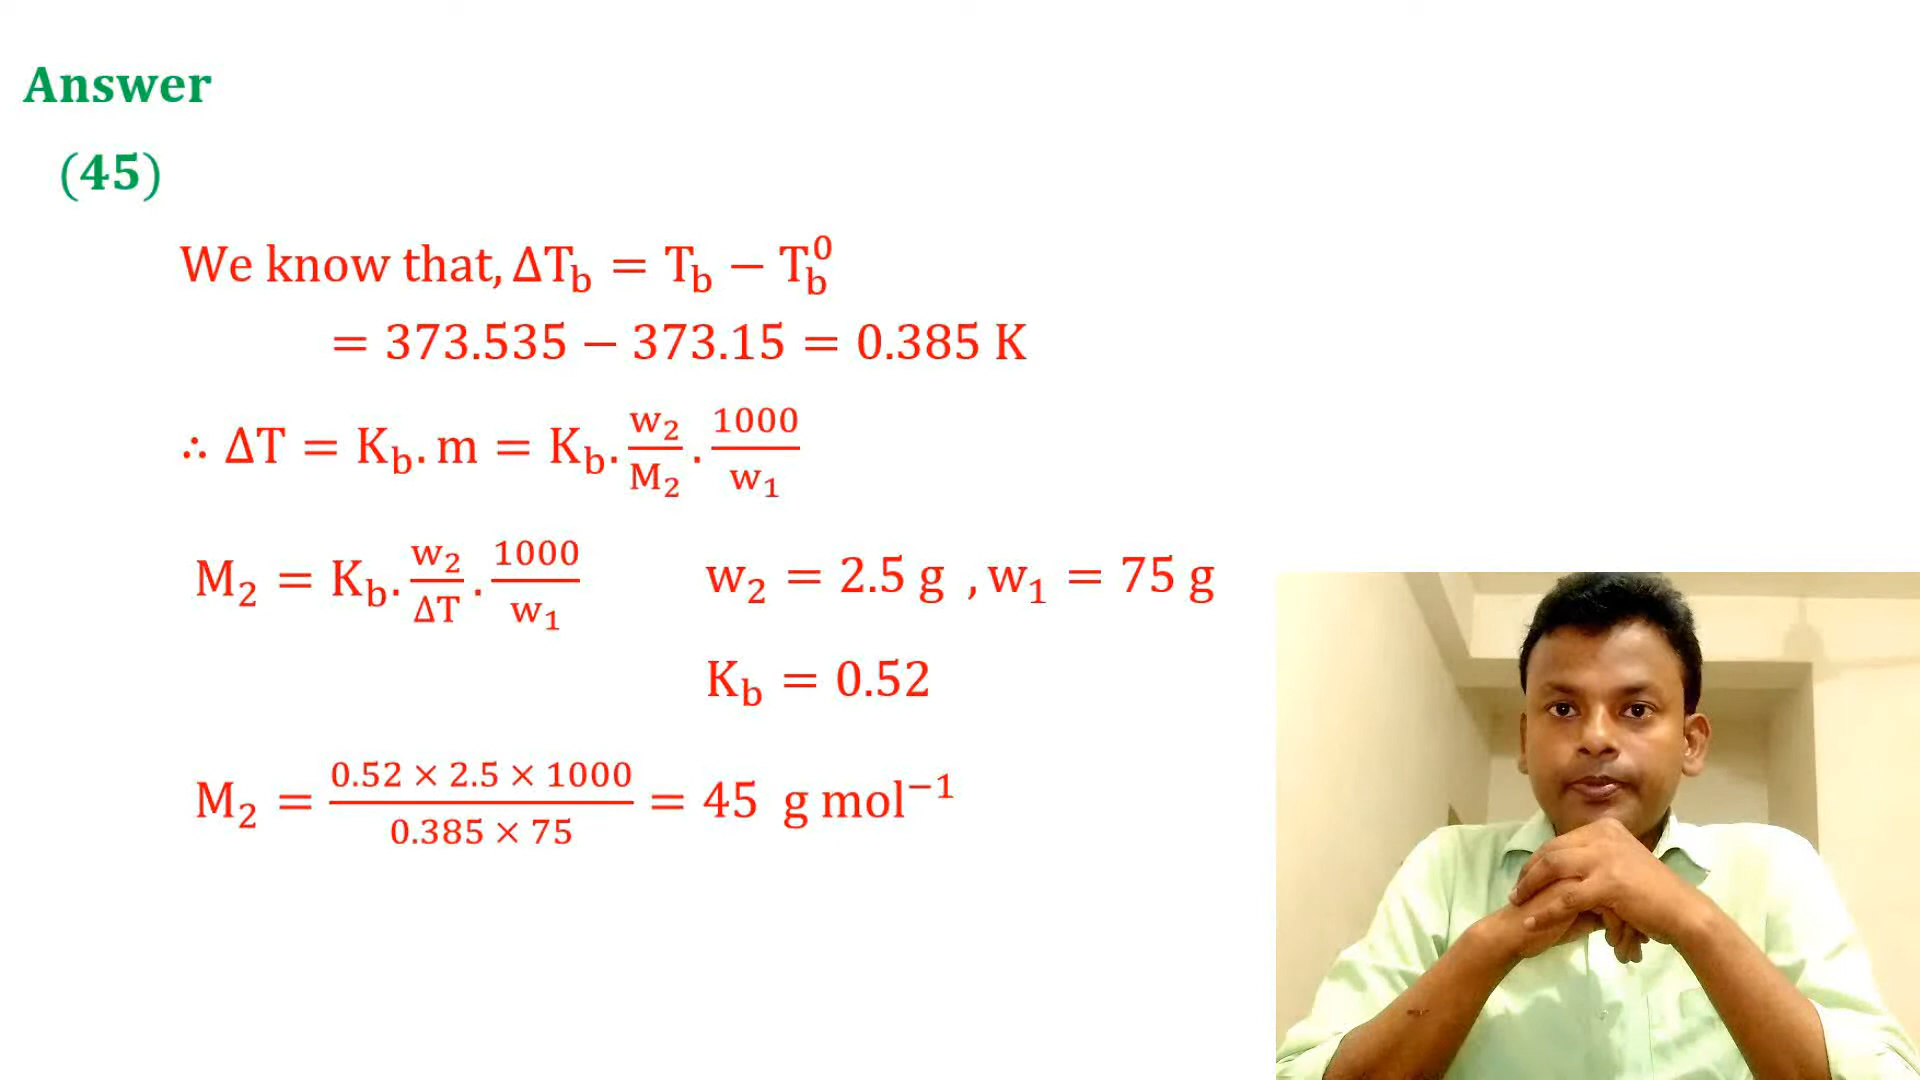 Answer
(45)
We know that, ΔT_b = T_b − T_b^0
= 373.535 − 373.15 = 0.385 K
∴ ΔT = K_b. m = K_b. w_2/M_2 . 1000/w_1
M_2 = K_b. w_2/ΔT . 1000/w_1
w_2 = 2.5 g , w_1 = 75 g
K_b = 0.52
M_2 = (0.52 × 2.5 × 1000)/(0.385 × 75) = 45 g mol^−1